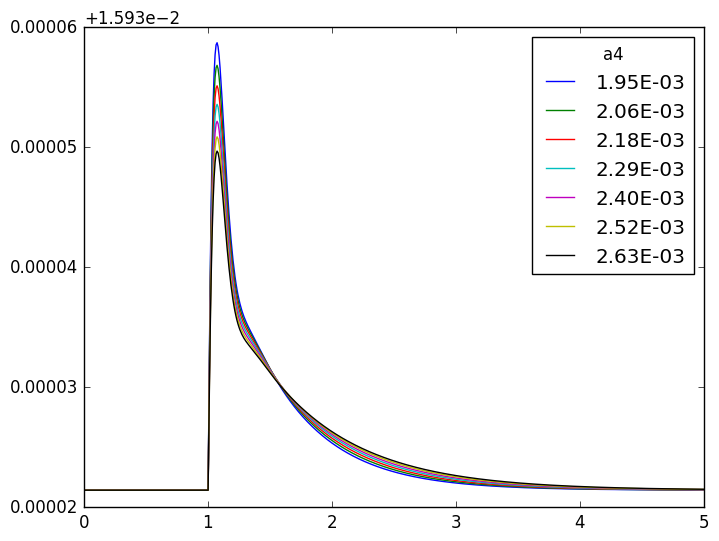 +1.593e−2
0.00006
0.00005
0.00004
0.00003
0.00002
0 1 2 3 4 5
a4
1.95E-03
2.06E-03
2.18E-03
2.29E-03
2.40E-03
2.52E-03
2.63E-03